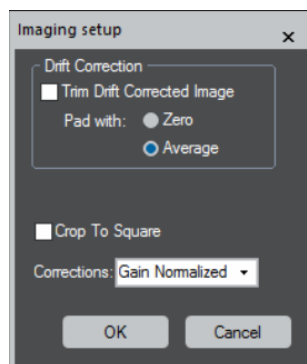 Imaging setup
Drift Correction
Trim Drift Corrected Image
Pad with: Zero
Average
Crop To Square
Corrections: Gain Normalized
OK Cancel